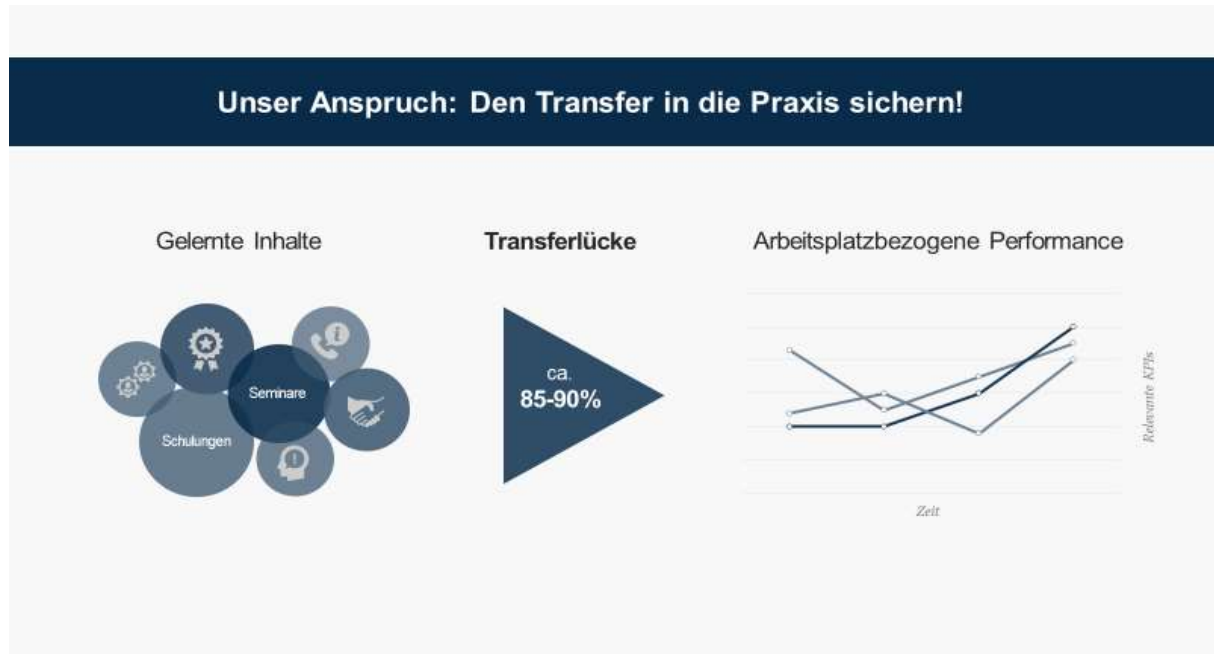 Unser Anspruch: Den Transfer in die Praxis sichern!
Gelernte Inhalte
Transferlücke
Arbeitsplatzbezogene Performance
Seminare
Schulungen
ca.
85-90%
Relevante KPIs
Zeit